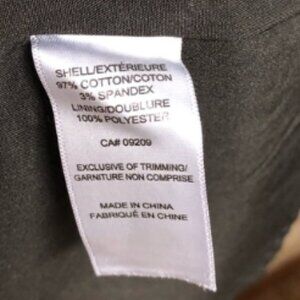 SHELL/EXTÉRIEURE
97% COTTON/COTON
3% SPANDEX
LINING/DOUBLURE
100% POLYESTER
CA# 09209
EXCLUSIVE OF TRIMMING/
GARNITURE NON COMPRISE
MADE IN CHINA
FABRIQUÉ EN CHINE